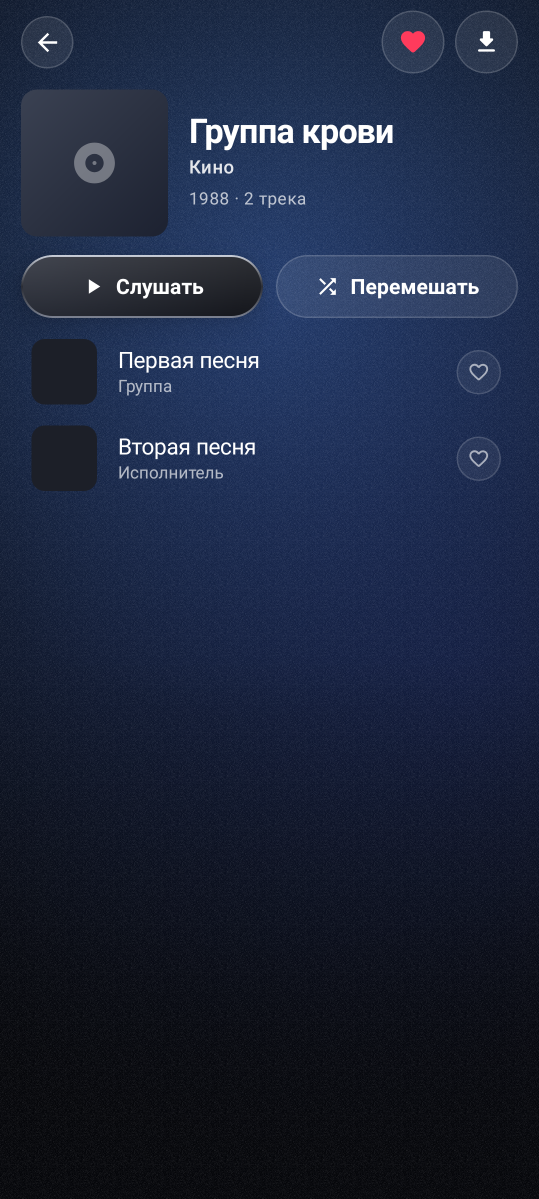 Группа крови
Кино
1988 · 2 трека
Слушать
Перемешать
Первая песня
Группа
Вторая песня
Исполнитель